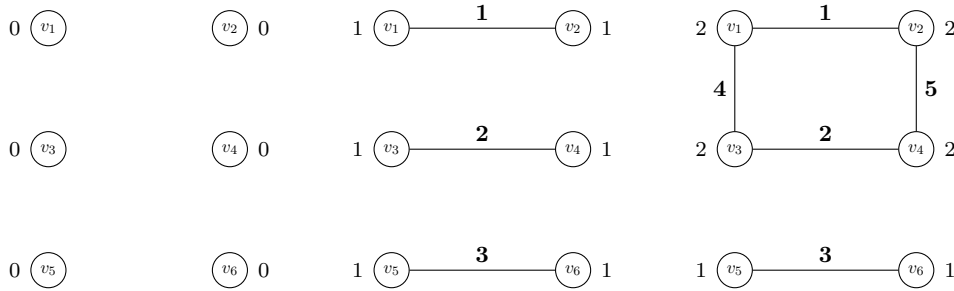 1 1
0 v1 v2 0 1 v1 v2 1 2 v1 v2 2
4 5
0 v3 v4 0 1 v3 2 v4 1 2 v3 2 v4 2
0 v5 v6 0 1 v5 3 v6 1 1 v5 3 v6 1